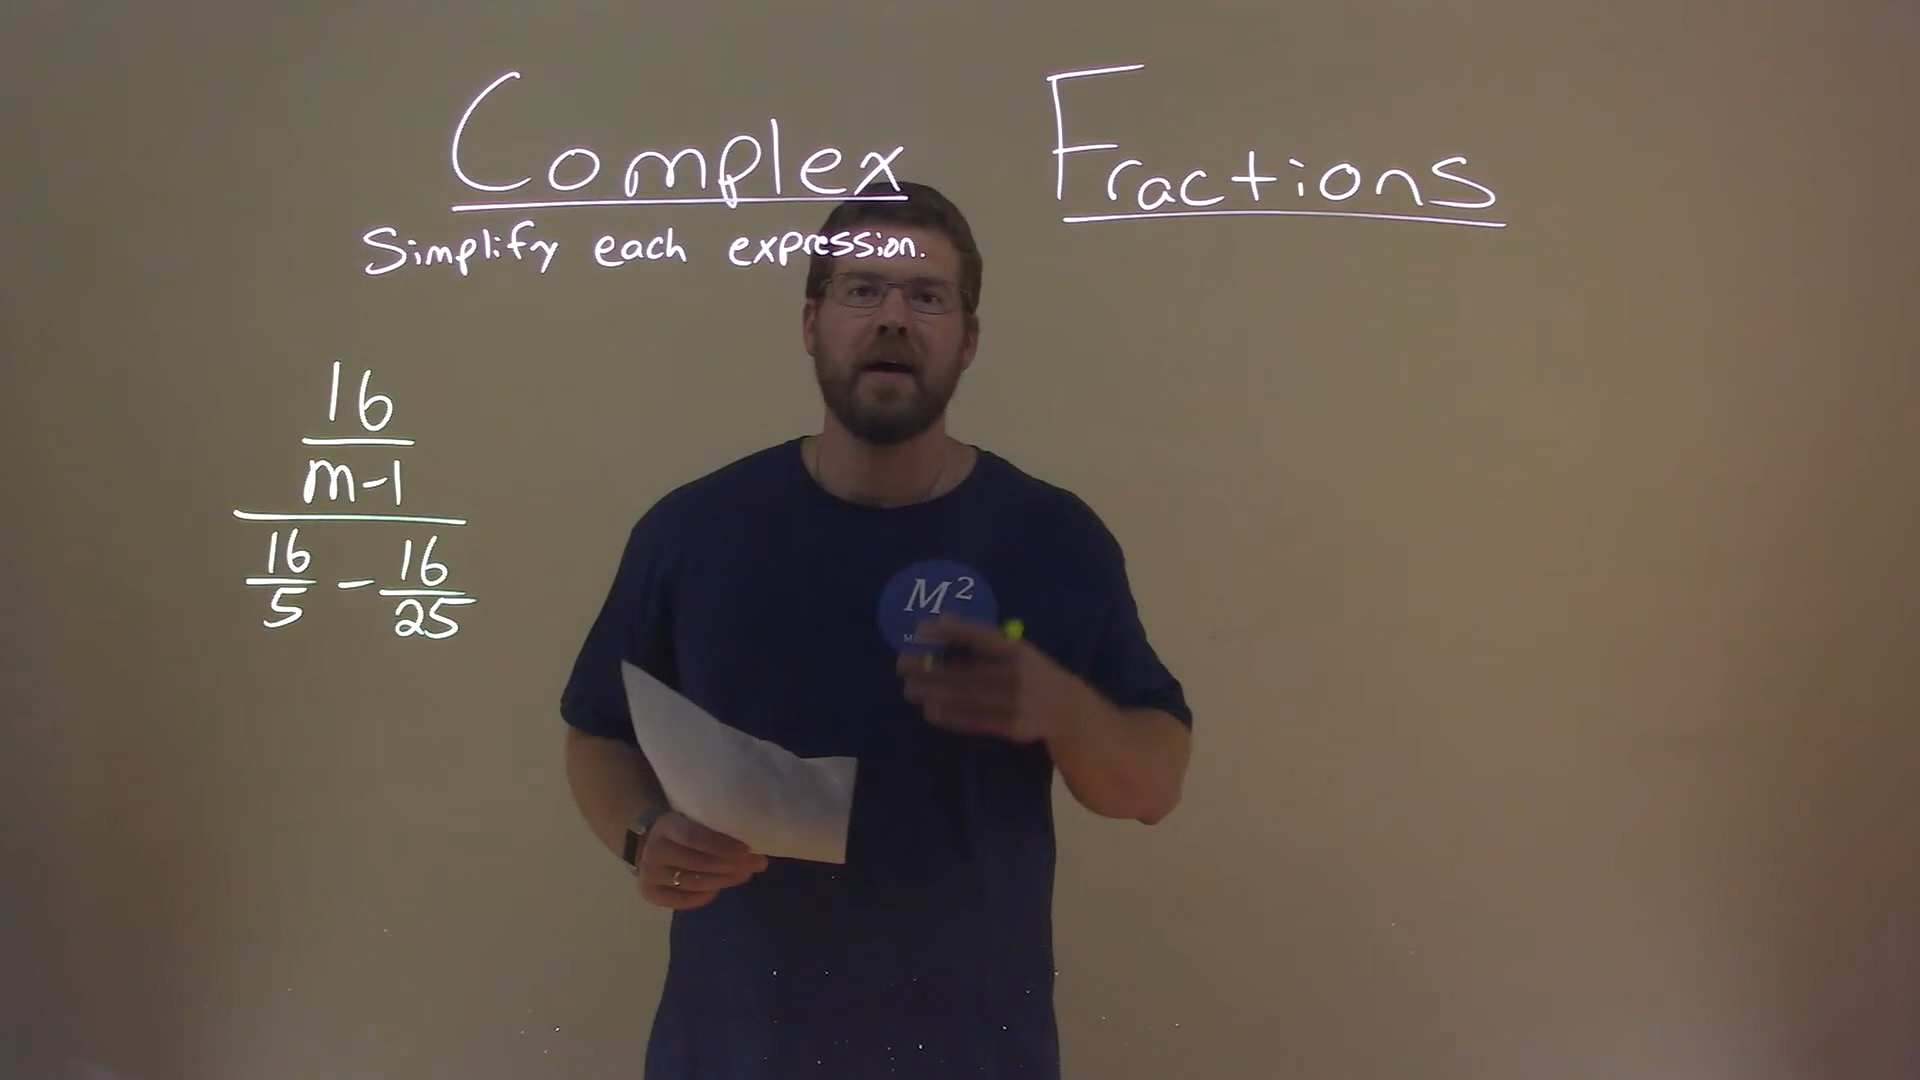 Complex Fractions
Simplify each expression.
16
m-1
16 - 16
5 25
M²